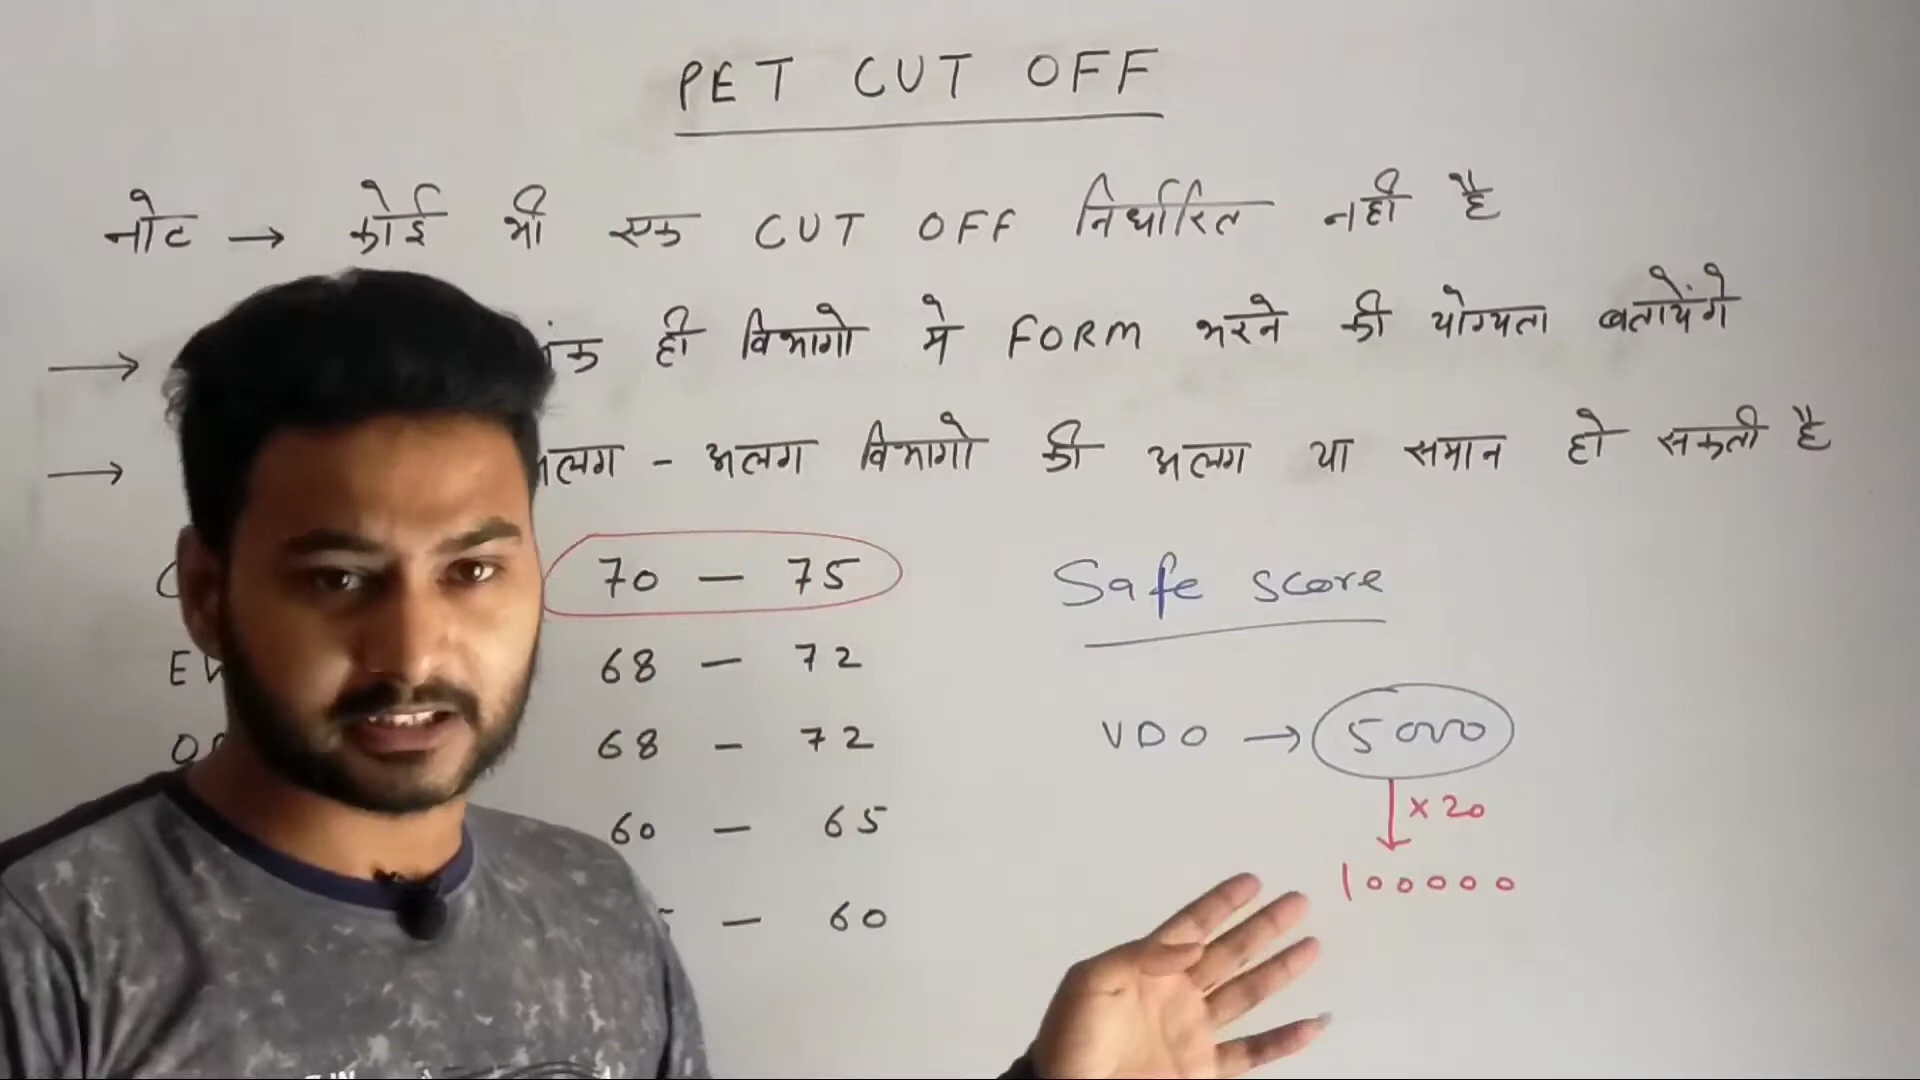 PET CUT OFF
नोट → कोई भी एक CUT OFF निर्धारित नहीं है
→ ही विभागो मे FORM भरने की योग्यता बतायेंगे
→ अलग - अलग विभागो की अलग या समान हो सकती है
70 - 75 Safe score
68 - 72
68 - 72 VDO → 5000
× 20
60 - 65
100000
- 60